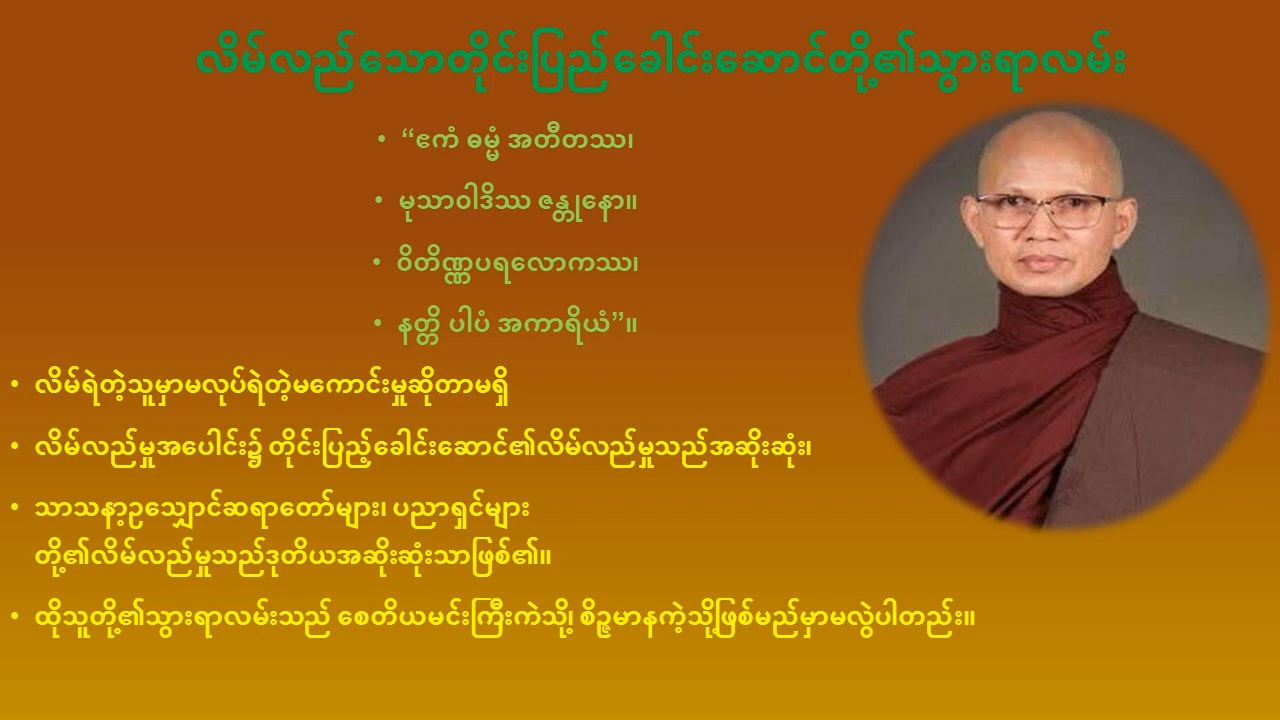 လိမ်လည်သောတိုင်းပြည်ခေါင်းဆောင်တို့၏သွားရာလမ်း
• “ဧကံ ဓမ္မံ အတီတဿ၊
• မုသာဝါဒိဿ ဇန္တုနော။
• ဝိတိဏ္ဏပရလောကဿ၊
• နတ္ထိ ပါပံ အကာရိယံ”။
• လိမ်ရဲတဲ့သူမှာမလုပ်ရဲတဲ့မကောင်းမှုဆိုတာမရှိ
• လိမ်လည်မှုအပေါင်း၌ တိုင်းပြည့်ခေါင်းဆောင်၏လိမ်လည်မှုသည်အဆိုးဆုံး၊
• သာသနာ့ဥသျှောင်ဆရာတော်များ၊ ပညာရှင်များ
တို့၏လိမ်လည်မှုသည်ဒုတိယအဆိုးဆုံးသာဖြစ်၏။
• ထိုသူတို့၏သွားရာလမ်းသည် စေတိယမင်းကြီးကဲသို့၊ စိဥ္စမာနကဲ့သို့ဖြစ်မည်မှာမလွဲပါတည်း။